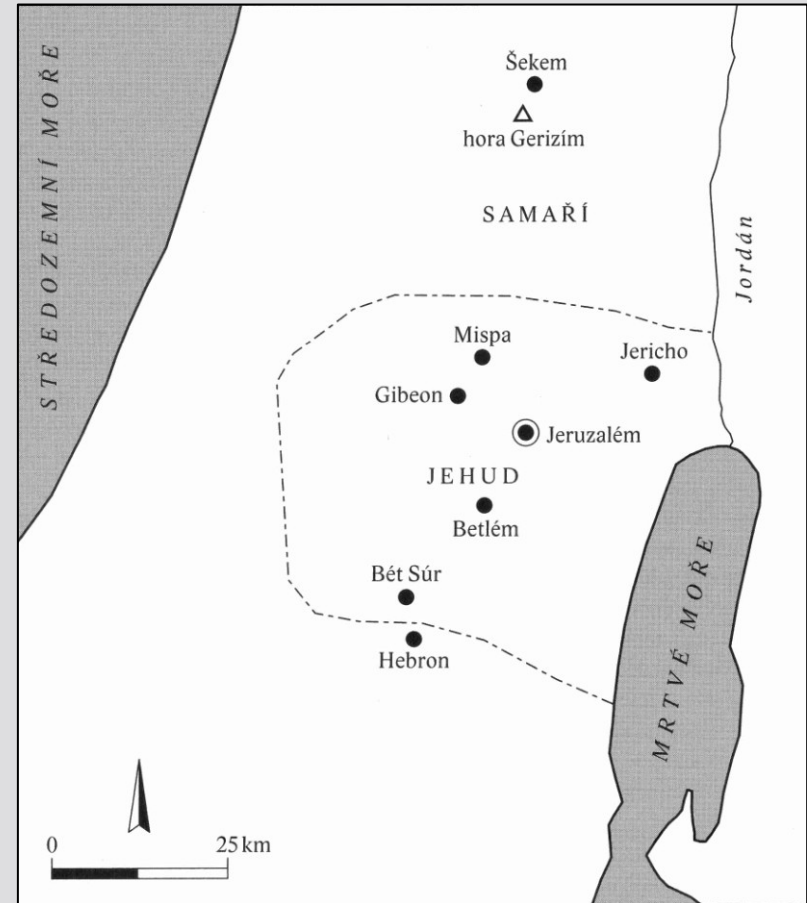 STŘEDOZEMNÍ MOŘE
Šekem
hora Gerizím
SAMAŘÍ
Jordán
Mispa
Jericho
Gibeon
Jeruzalém
JEHUD
Betlém
Bét Súr
Hebron
MRTVÉ MOŘE
0 25 km